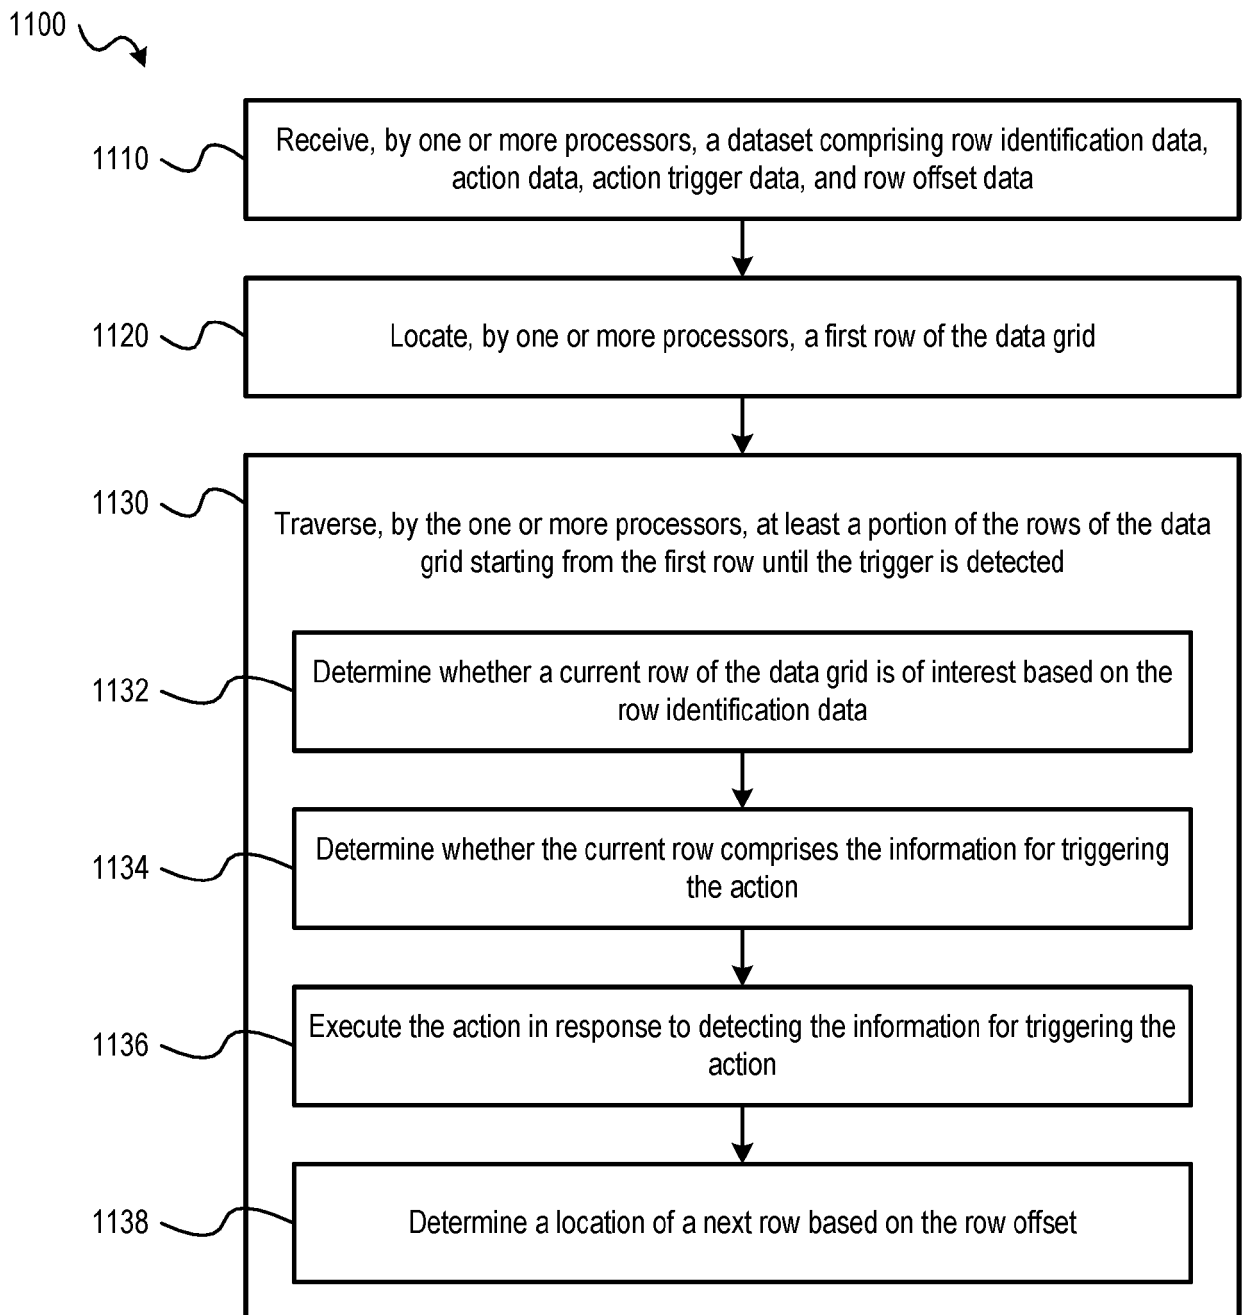 1100
1110
Receive, by one or more processors, a dataset comprising row identification data,
action data, action trigger data, and row offset data
1120
Locate, by one or more processors, a first row of the data grid
1130
Traverse, by the one or more processors, at least a portion of the rows of the data
grid starting from the first row until the trigger is detected
1132
Determine whether a current row of the data grid is of interest based on the
row identification data
1134
Determine whether the current row comprises the information for triggering
the action
1136
Execute the action in response to detecting the information for triggering the
action
1138
Determine a location of a next row based on the row offset